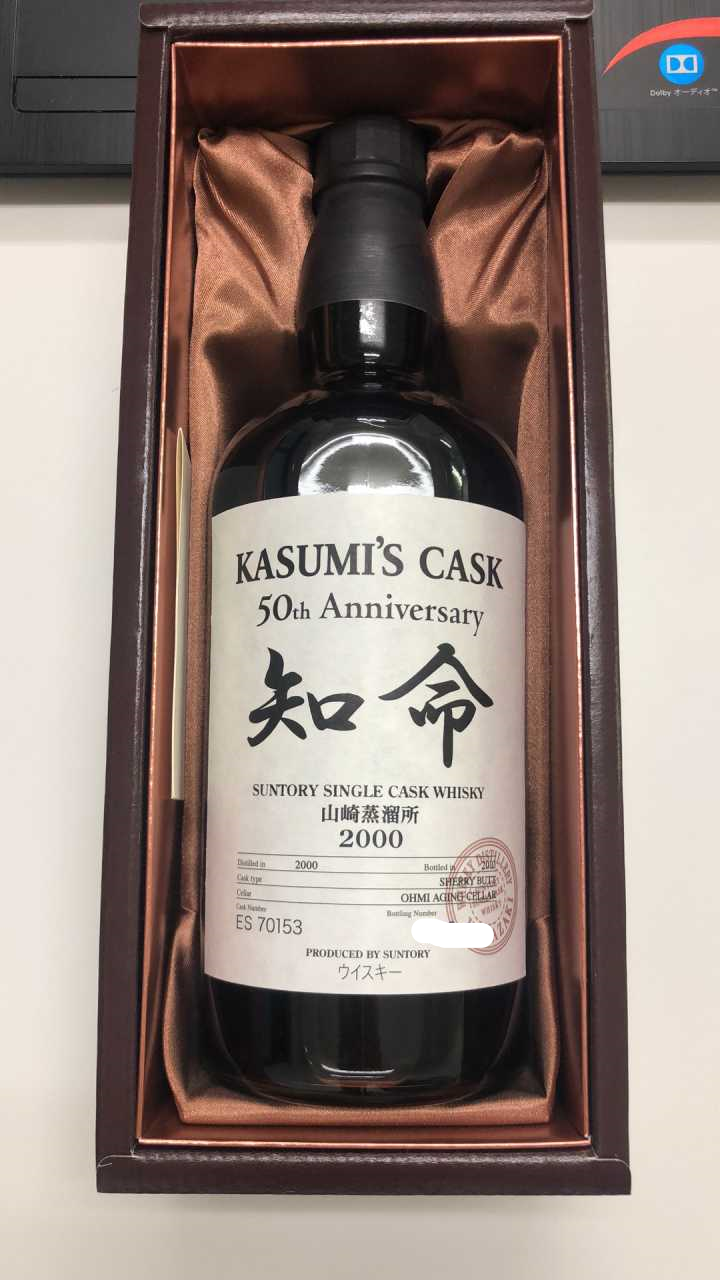 Dolby オーディオ™
KASUMI'S CASK
50th Anniversary
知命
SUNTORY SINGLE CASK WHISKY
山崎蒸溜所
2000
Distilled in 2000 Bottled in
Cask type SHERRY BUTT
Cellar OHMI AGING CELLAR
Cask Number Bottling Number
ES 70153
PRODUCED BY SUNTORY
ウイスキー